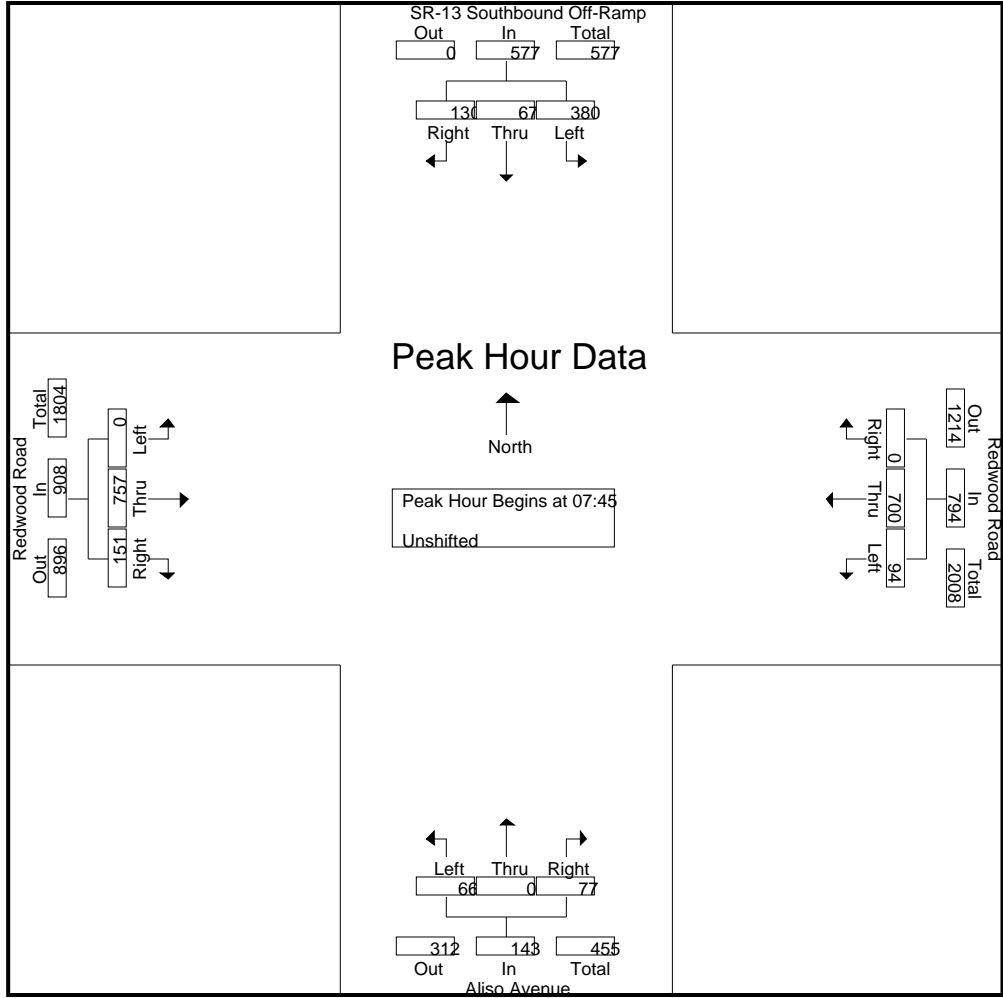 SR-13 Southbound Off-Ramp
Out In Total
0 577 577
130 67 380
Right Thru Left
Peak Hour Data
North
Peak Hour Begins at 07:45
Unshifted
Redwood Road
Total In Out
1804 908 896
0 757 151
Left Thru Right
Redwood Road
Out In Total
1214 794 2008
0 700 94
Right Thru Left
Left Thru Right
66 0 77
312 143 455
Out In Total
Aliso Avenue